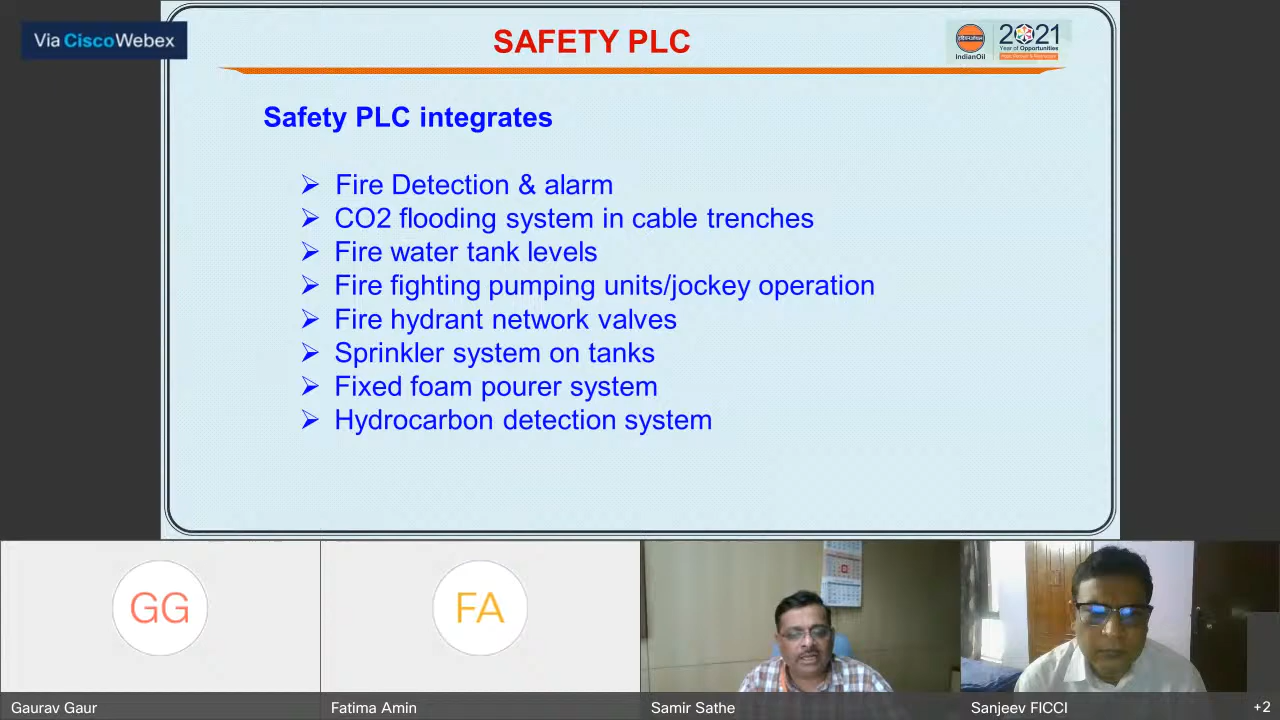 Via CiscoWebex
SAFETY PLC
IndianOil
2021
Year of Opportunities
Safety PLC integrates
Fire Detection & alarm
CO2 flooding system in cable trenches
Fire water tank levels
Fire fighting pumping units/jockey operation
Fire hydrant network valves
Sprinkler system on tanks
Fixed foam pourer system
Hydrocarbon detection system
GG
FA
Gaurav Gaur
Fatima Amin
Samir Sathe
Sanjeev FICCI
+2